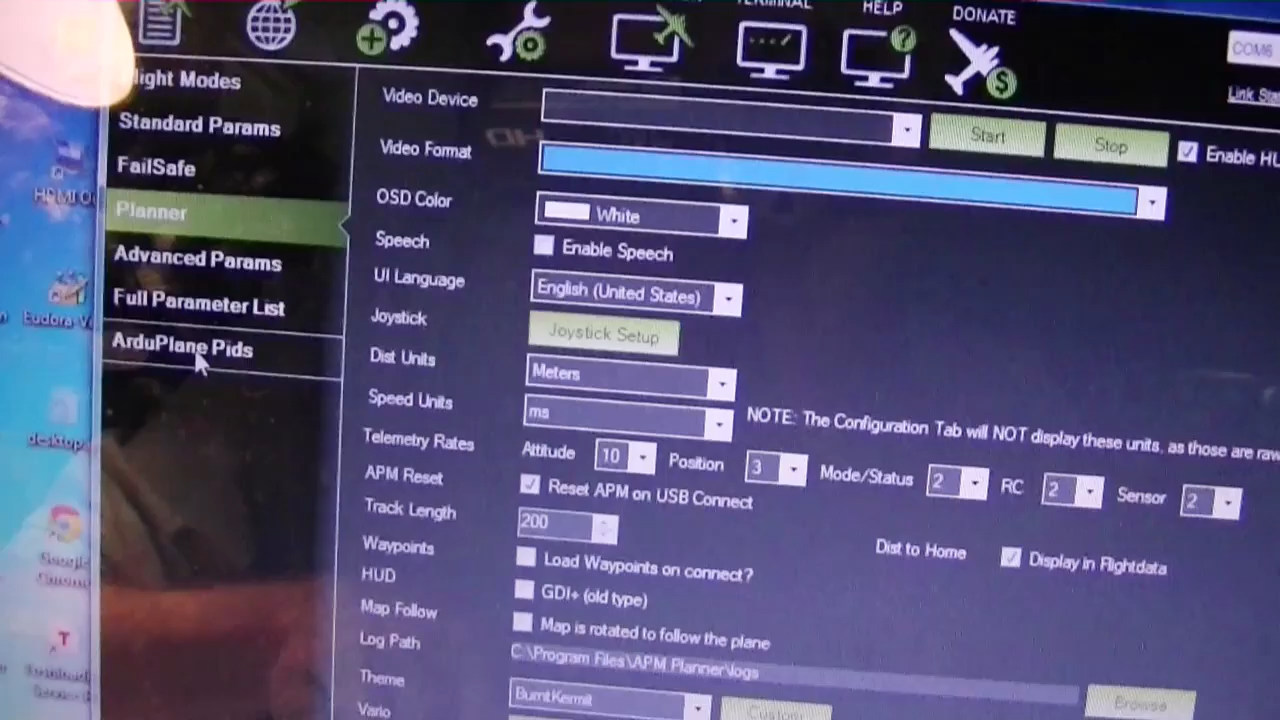 HELP
DONATE
COM6
light Modes
Standard Params
FailSafe
Planner
Advanced Params
Full Parameter List
ArduPlane Pids
Video Device
Start
Stop
Enable HU
Video Format
OSD Color
White
Speech
Enable Speech
UI Language
English (United States)
Joystick
Joystick Setup
Dist Units
Meters
Speed Units
ms
NOTE: The Configuration Tab will NOT display these units, as those are raw
Telemetry Rates
Attitude 10 Position 3 Mode/Status 2 RC 2 Sensor 2
APM Reset
Reset APM on USB Connect
Track Length
200
Dist to Home
Display in Flightdata
Waypoints
Load Waypoints on connect?
HUD
GDI+ (old type)
Map Follow
Map is rotated to follow the plane
Log Path
C:\Program Files\APM Planner\logs
Browse
Theme
BurntKermit
Custom
Vario
desktop